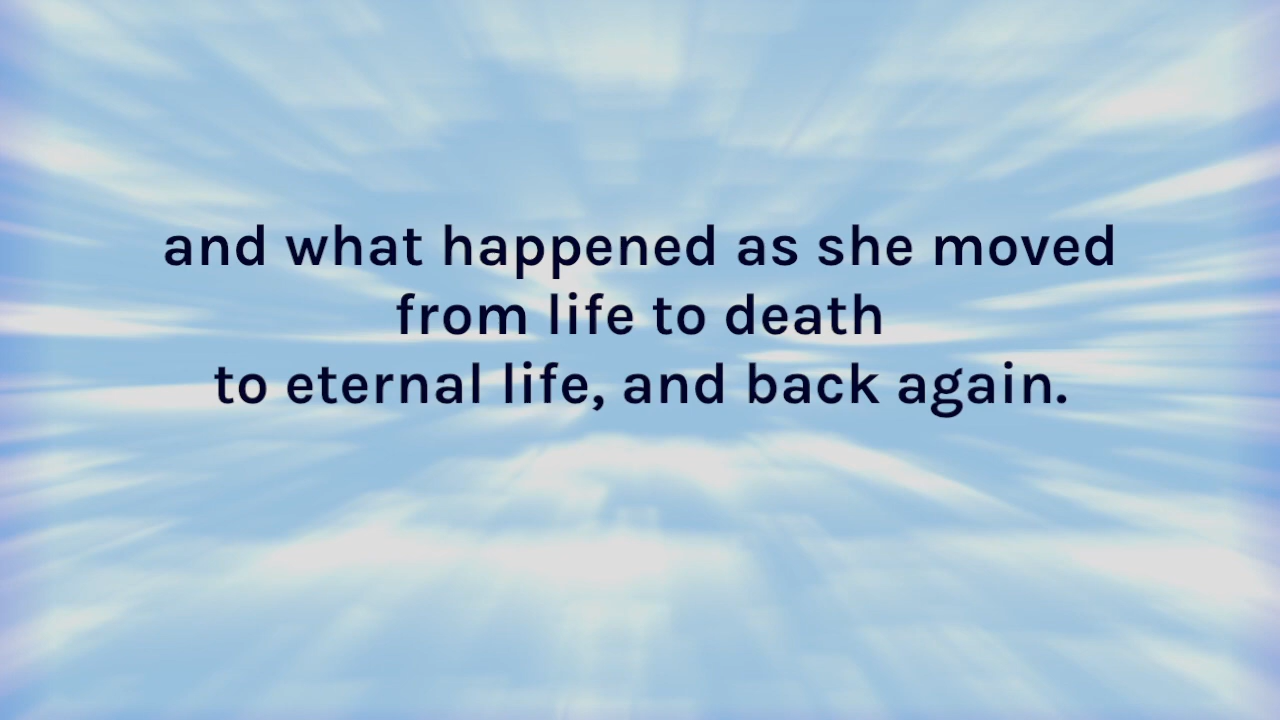 and what happened as she moved
from life to death
to eternal life, and back again.